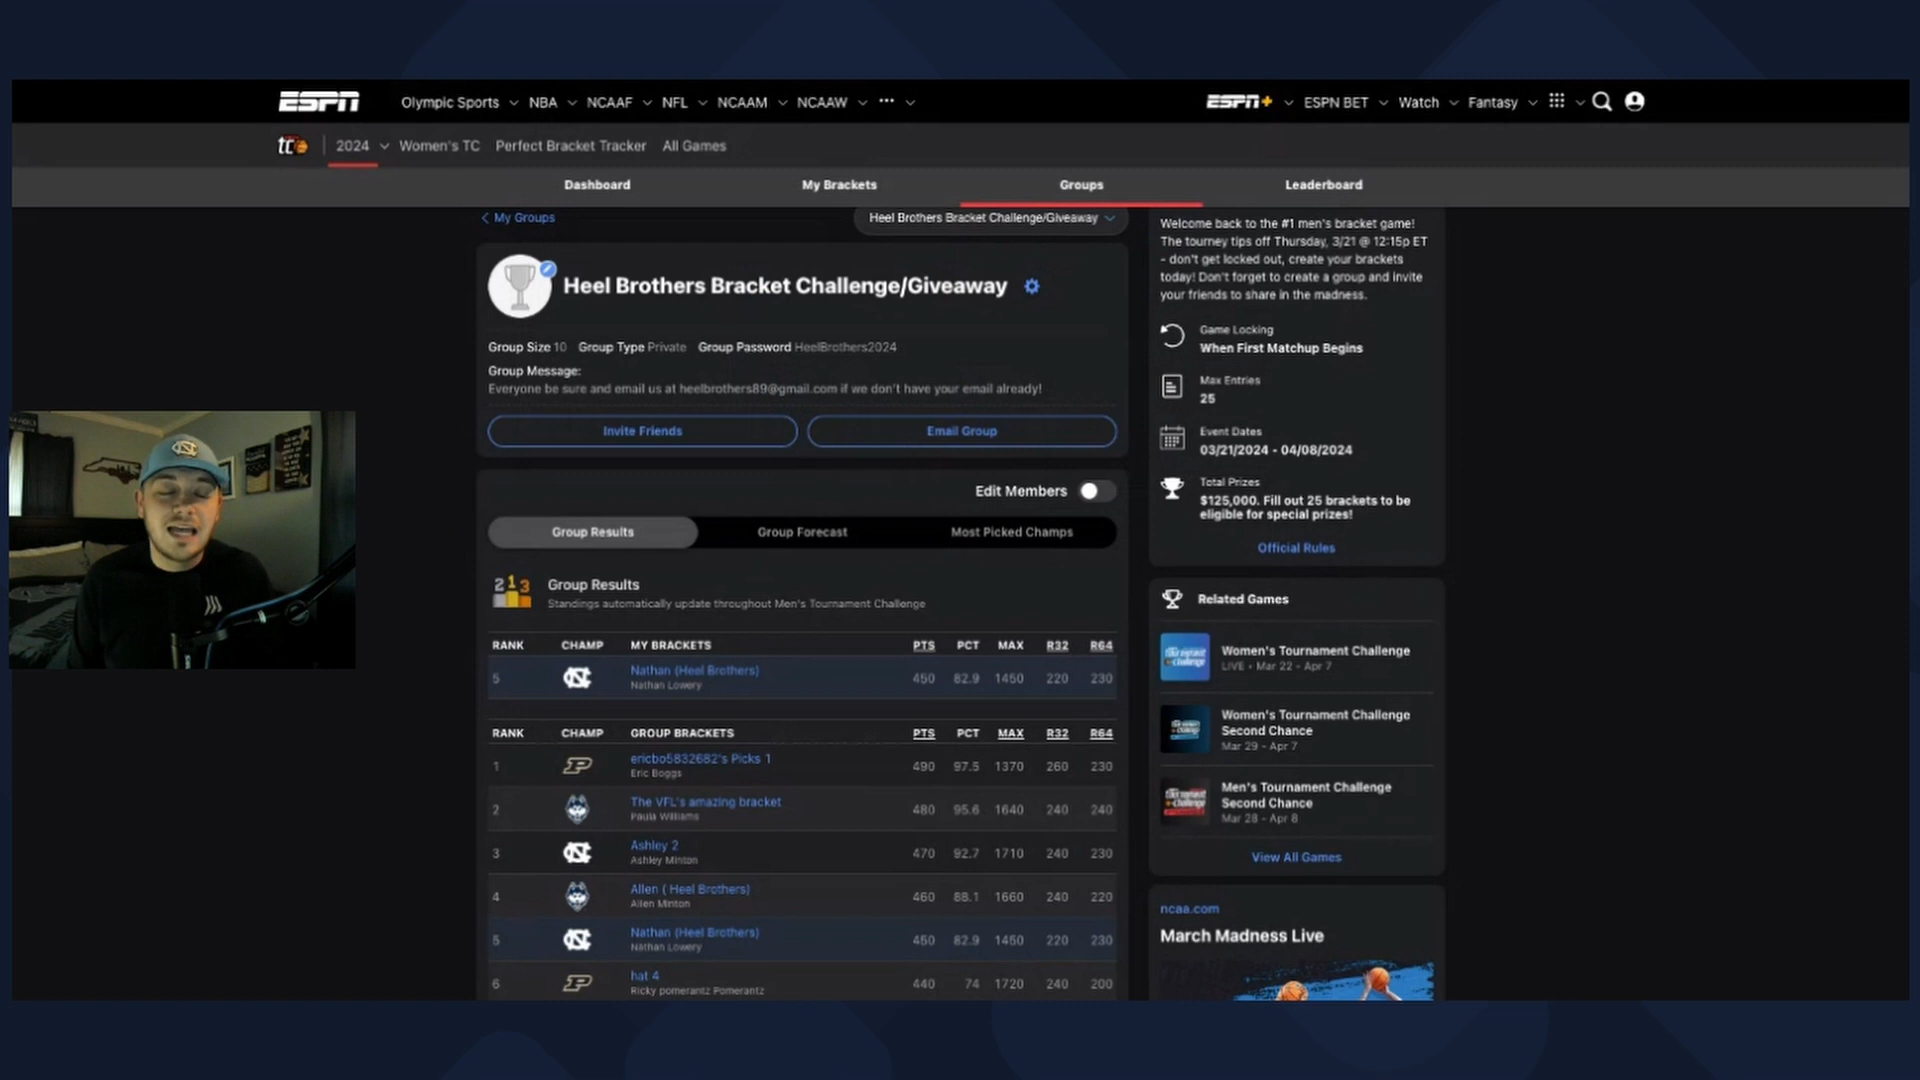 ESPN Olympic Sports NBA NCAAF NFL NCAAM NCAAW ESPN+ ESPN BET Watch Fantasy
tc 2024 Women's TC Perfect Bracket Tracker All Games
Dashboard My Brackets Groups Leaderboard
My Groups
Heel Brothers Bracket Challenge/Giveaway
Heel Brothers Bracket Challenge/Giveaway
Group Size 10 Group Type Private Group Password HeelBrothers2024
Group Message:
Everyone be sure and email us at heelbrothers89@gmail.com if we don't have your email already!
Invite Friends Email Group
Edit Members
Group Results Group Forecast Most Picked Champs
2 1 3
Group Results
Standings automatically update throughout Men's Tournament Challenge
RANK CHAMP MY BRACKETS PTS PCT MAX R32 R64
5 NC Nathan (Heel Brothers) 450 82.9 1450 220 230
Nathan Lowery
RANK CHAMP GROUP BRACKETS PTS PCT MAX R32 R64
1 P ericbo5832682's Picks 1 490 97.5 1370 260 230
Eric Boggs
2 The VFL's amazing bracket 480 95.6 1640 240 240
Paula Williams
3 NC Ashley 2 470 92.7 1710 240 230
Ashley Minton
4 Allen ( Heel Brothers) 460 88.1 1660 240 220
Allen Minton
5 NC Nathan (Heel Brothers) 450 82.9 1450 220 230
Nathan Lowery
6 P hat 4 440 74 1720 240 200
Ricky pomerantz Pomerantz
Welcome back to the #1 men's bracket game!
The tourney tips off Thursday, 3/21 @ 12:15p ET
- don't get locked out, create your brackets
today! Don't forget to create a group and invite
your friends to share in the madness.
Game Locking
When First Matchup Begins
Max Entries
25
Event Dates
03/21/2024 - 04/08/2024
Total Prizes
$125,000. Fill out 25 brackets to be
eligible for special prizes!
Official Rules
Related Games
Women's Tournament Challenge
LIVE • Mar 22 - Apr 7
Women's Tournament Challenge
Second Chance
Mar 29 - Apr 7
Men's Tournament Challenge
Second Chance
Mar 28 - Apr 8
View All Games
ncaa.com
March Madness Live
NC